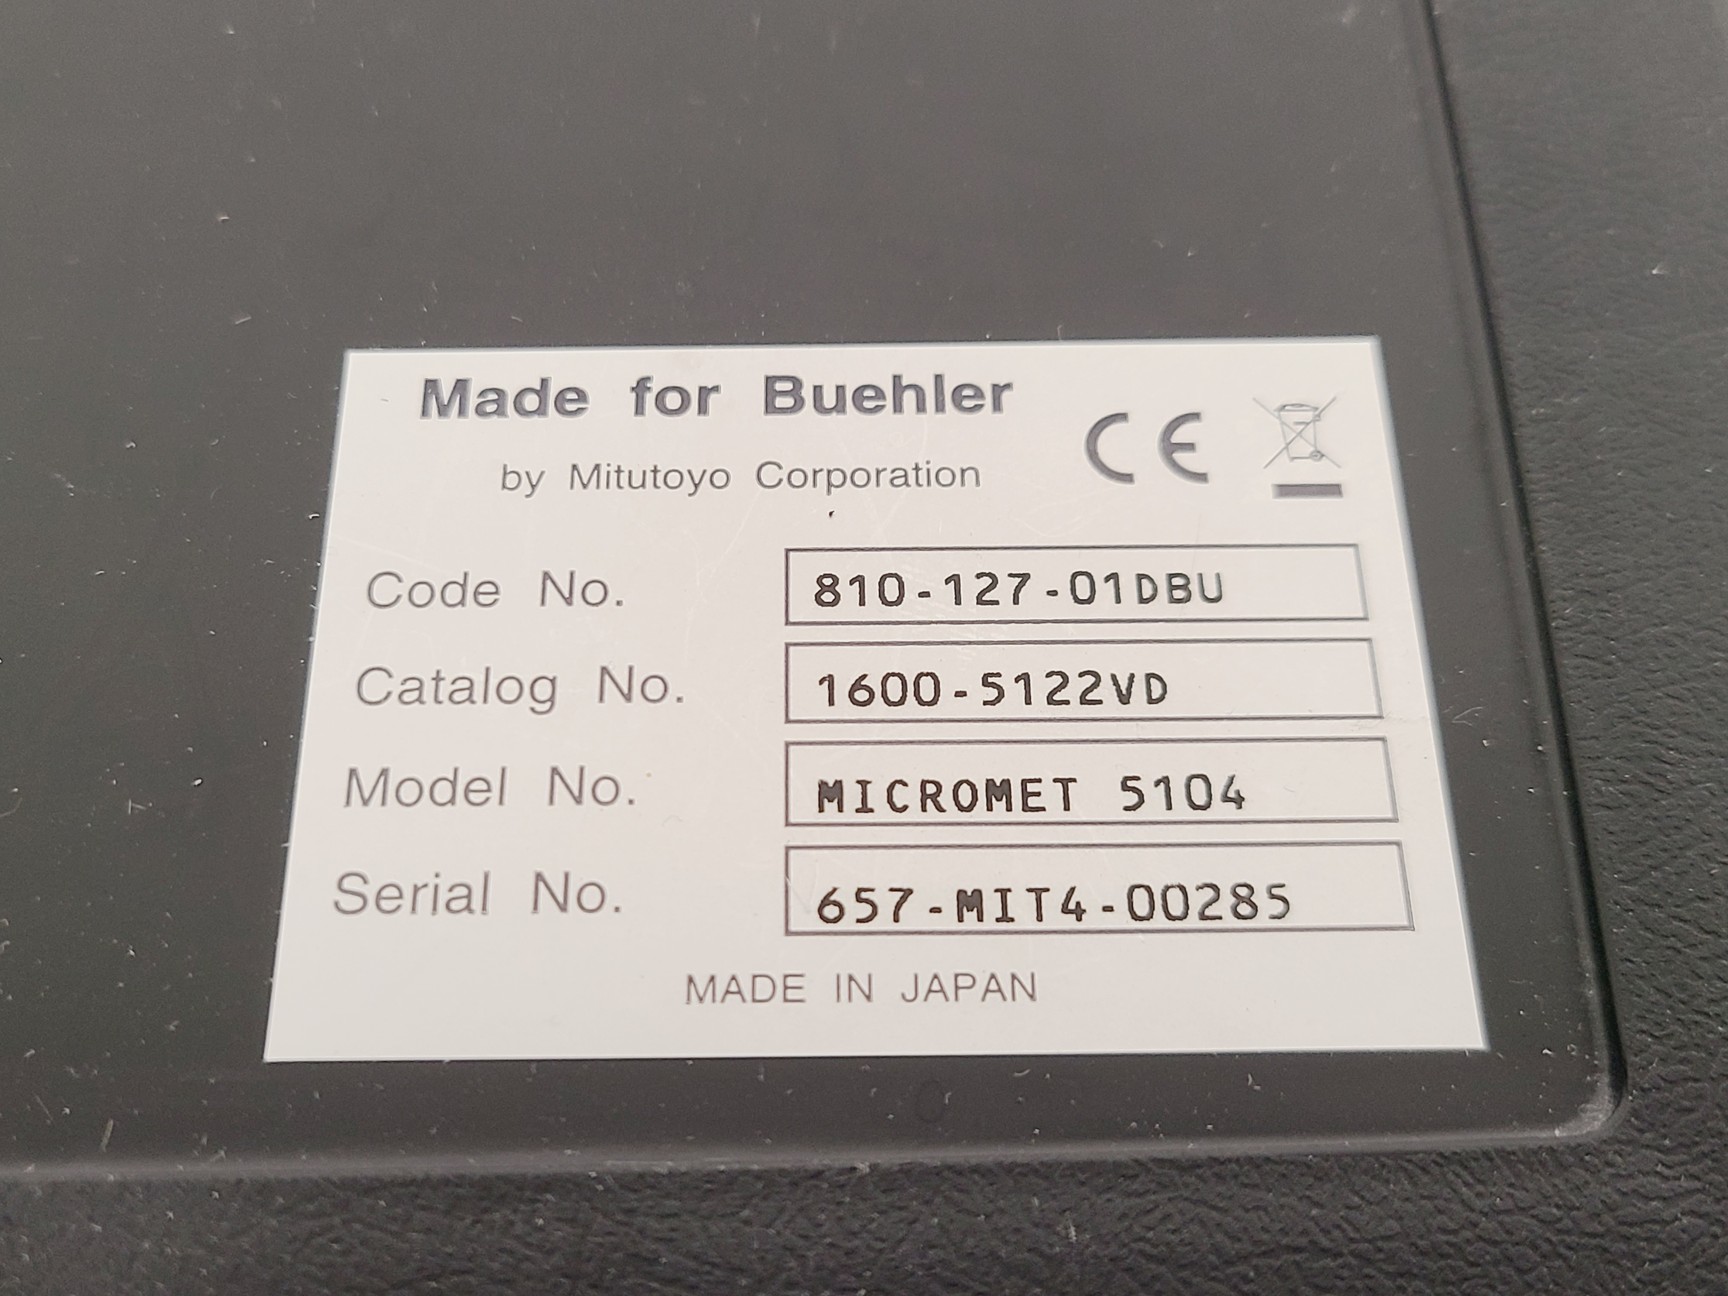 Made for Buehler
by Mitutoyo Corporation
CE
Code No. 810-127-01DBU
Catalog No. 1600-5122VD
Model No. MICROMET 5104
Serial No. 657-MIT4-00285
MADE IN JAPAN